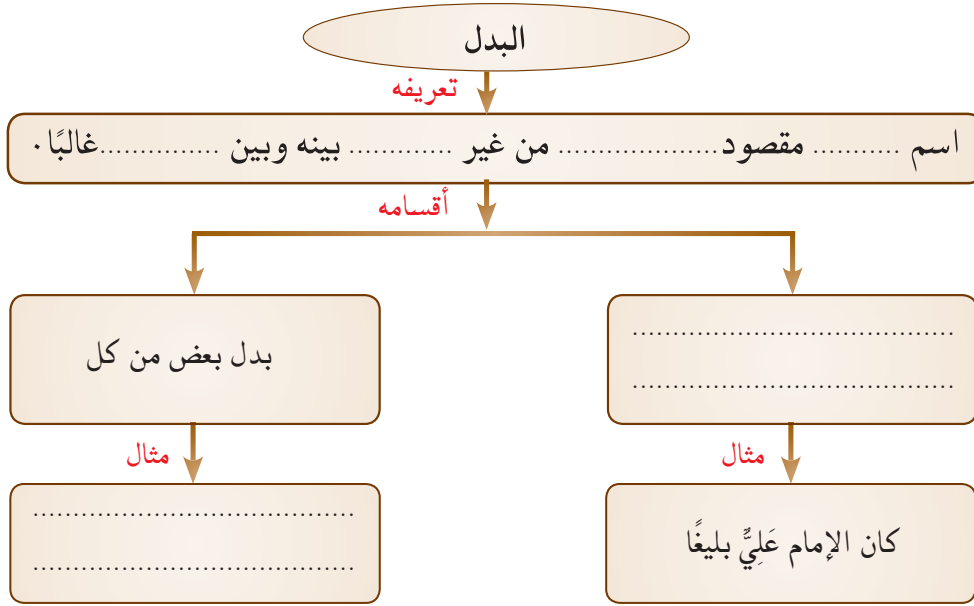 البدل
تعريفه
اسم ........... مقصود .................... من غير ............. بينه وبين ...............غالبًا.
أقسامه
........................................
........................................
بدل بعض من كل
مثال
مثال
كان الإمام عَلِيٌّ بليغًا
........................................
........................................